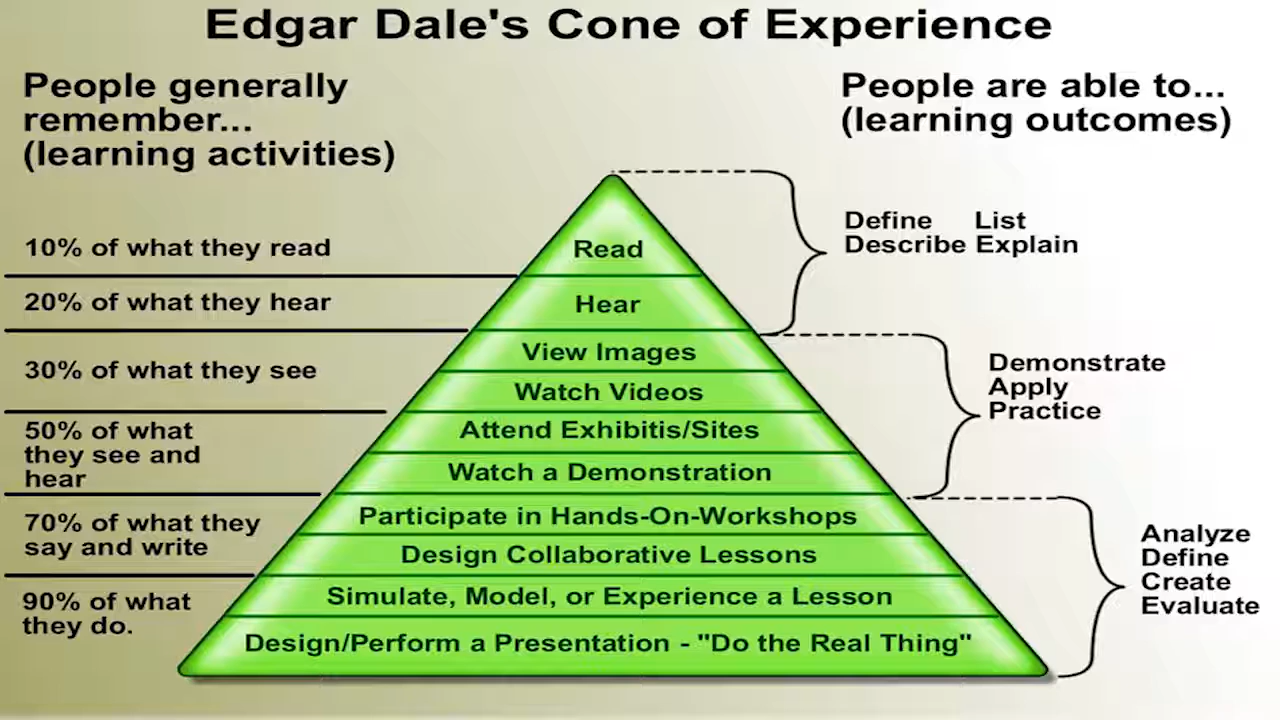 Edgar Dale's Cone of Experience
People generally
remember...
(learning activities)
People are able to...
(learning outcomes)
10% of what they read
20% of what they hear
30% of what they see
50% of what
they see and
hear
70% of what they
say and write
90% of what
they do.
Read
Hear
View Images
Watch Videos
Attend Exhibitis/Sites
Watch a Demonstration
Participate in Hands-On-Workshops
Design Collaborative Lessons
Simulate, Model, or Experience a Lesson
Design/Perform a Presentation - "Do the Real Thing"
Define List
Describe Explain
Demonstrate
Apply
Practice
Analyze
Define
Create
Evaluate